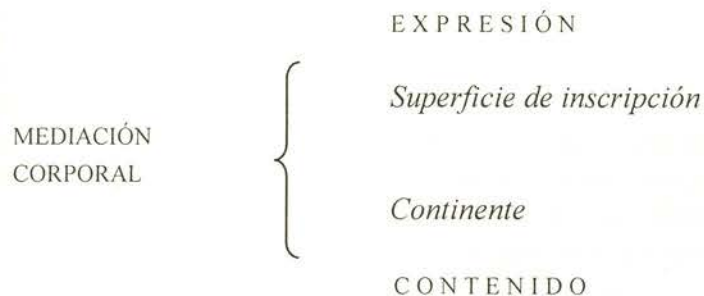 EXPRESIÓN
Superficie de inscripción
MEDIACIÓN
CORPORAL
Continente
CONTENIDO